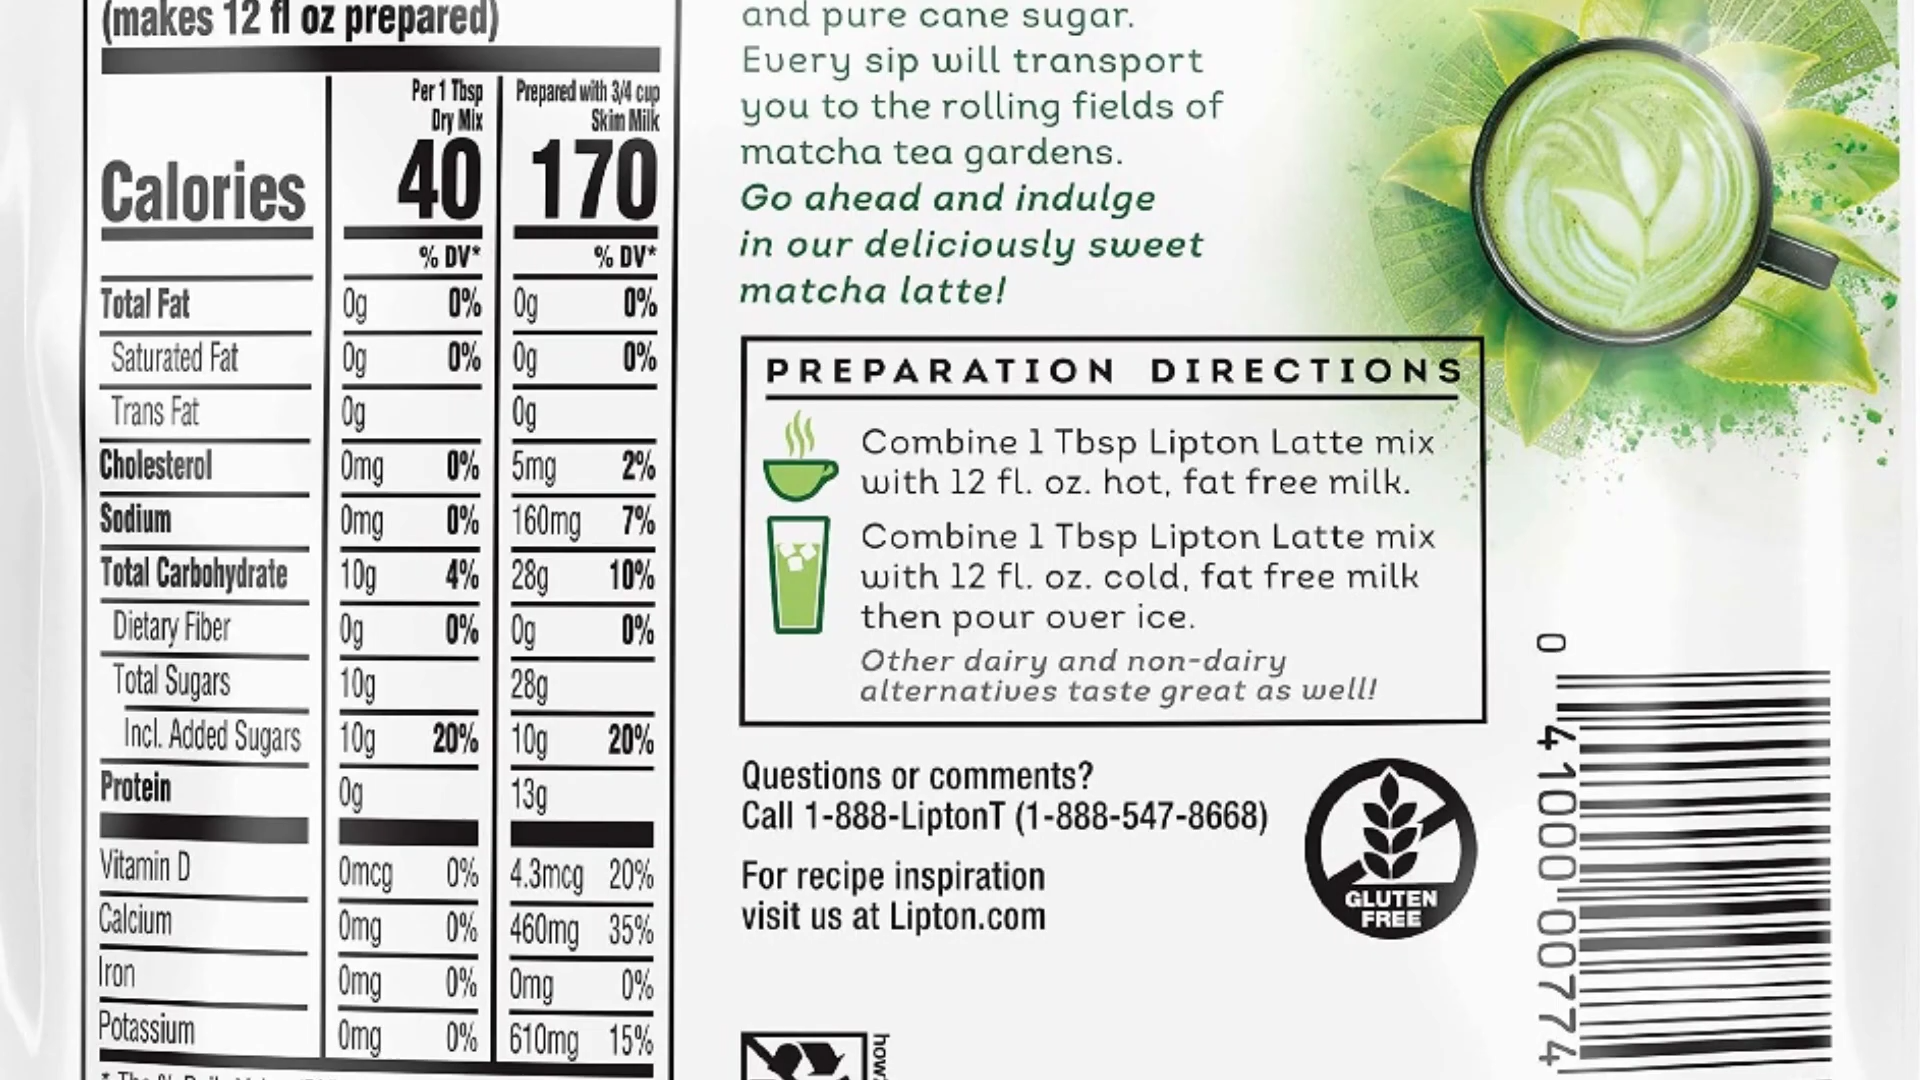 (makes 12 fl oz prepared)
Per 1 Tbsp Dry Mix
Prepared with 3/4 cup Skim Milk
Calories 40 170
% DV* % DV*
Total Fat 0g 0% 0g 0%
Saturated Fat 0g 0% 0g 0%
Trans Fat 0g 0g
Cholesterol 0mg 0% 5mg 2%
Sodium 0mg 0% 160mg 7%
Total Carbohydrate 10g 4% 28g 10%
Dietary Fiber 0g 0% 0g 0%
Total Sugars 10g 28g
Incl. Added Sugars 10g 20% 10g 20%
Protein 0g 13g
Vitamin D 0mcg 0% 4.3mcg 20%
Calcium 0mg 0% 460mg 35%
Iron 0mg 0% 0mg 0%
Potassium 0mg 0% 610mg 15%
and pure cane sugar.
Every sip will transport
you to the rolling fields of
matcha tea gardens.
Go ahead and indulge
in our deliciously sweet
matcha latte!
PREPARATION DIRECTIONS
Combine 1 Tbsp Lipton Latte mix
with 12 fl. oz. hot, fat free milk.
Combine 1 Tbsp Lipton Latte mix
with 12 fl. oz. cold, fat free milk
then pour over ice.
Other dairy and non-dairy
alternatives taste great as well!
Questions or comments?
Call 1-888-LiptonT (1-888-547-8668)
For recipe inspiration
visit us at Lipton.com
GLUTEN
FREE
0 41000 00774